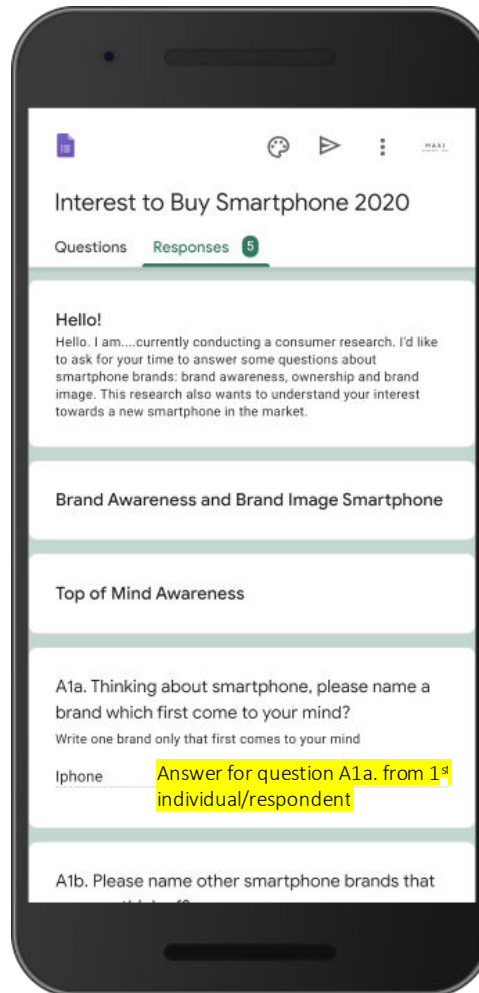 MAXI
Interest to Buy Smartphone 2020
Questions Responses 5
Hello!
Hello. I am....currently conducting a consumer research. I'd like
to ask for your time to answer some questions about
smartphone brands: brand awareness, ownership and brand
image. This research also wants to understand your interest
towards a new smartphone in the market.
Brand Awareness and Brand Image Smartphone
Top of Mind Awareness
A1a. Thinking about smartphone, please name a
brand which first come to your mind?
Write one brand only that first comes to your mind
Iphone
Answer for question A1a. from 1st
individual/respondent
A1b. Please name other smartphone brands that